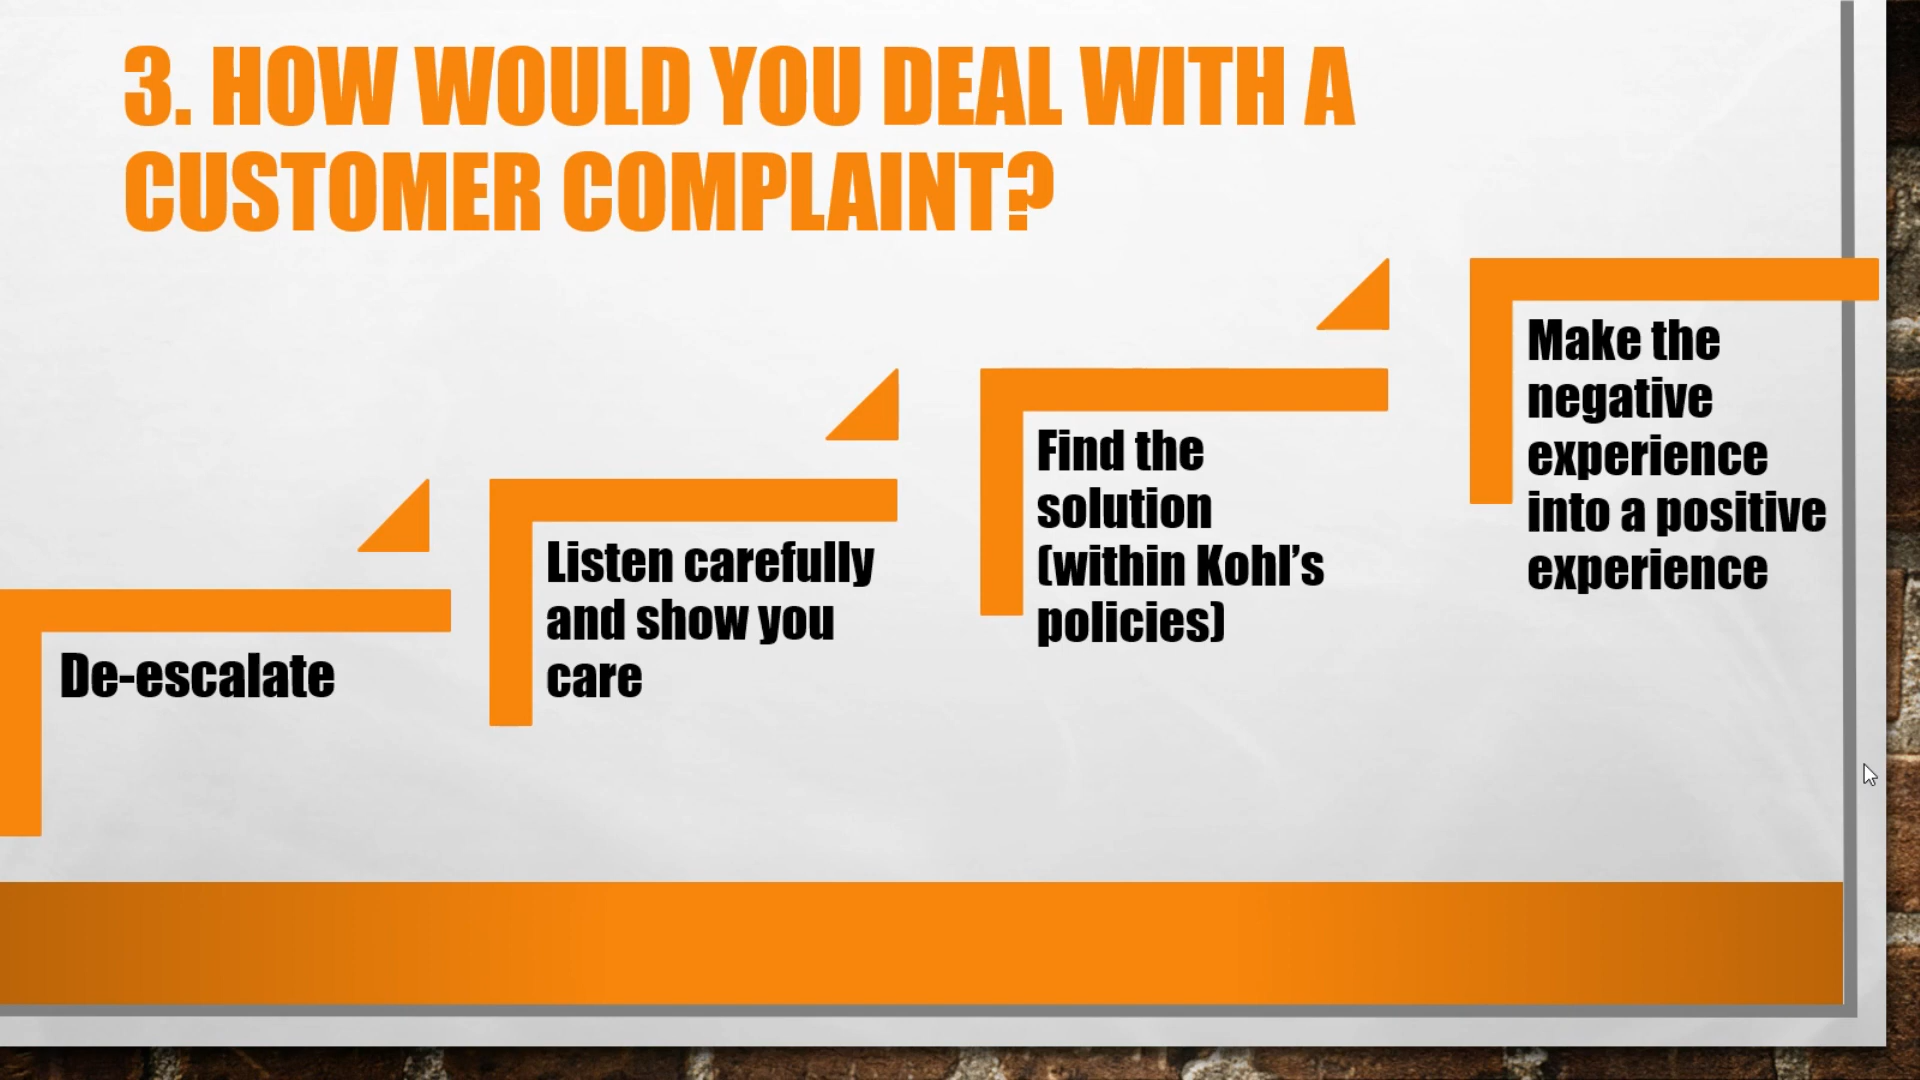 3. HOW WOULD YOU DEAL WITH A
CUSTOMER COMPLAINT?
De-escalate
Listen carefully
and show you
care
Find the
solution
(within Kohl’s
policies)
Make the
negative
experience
into a positive
experience